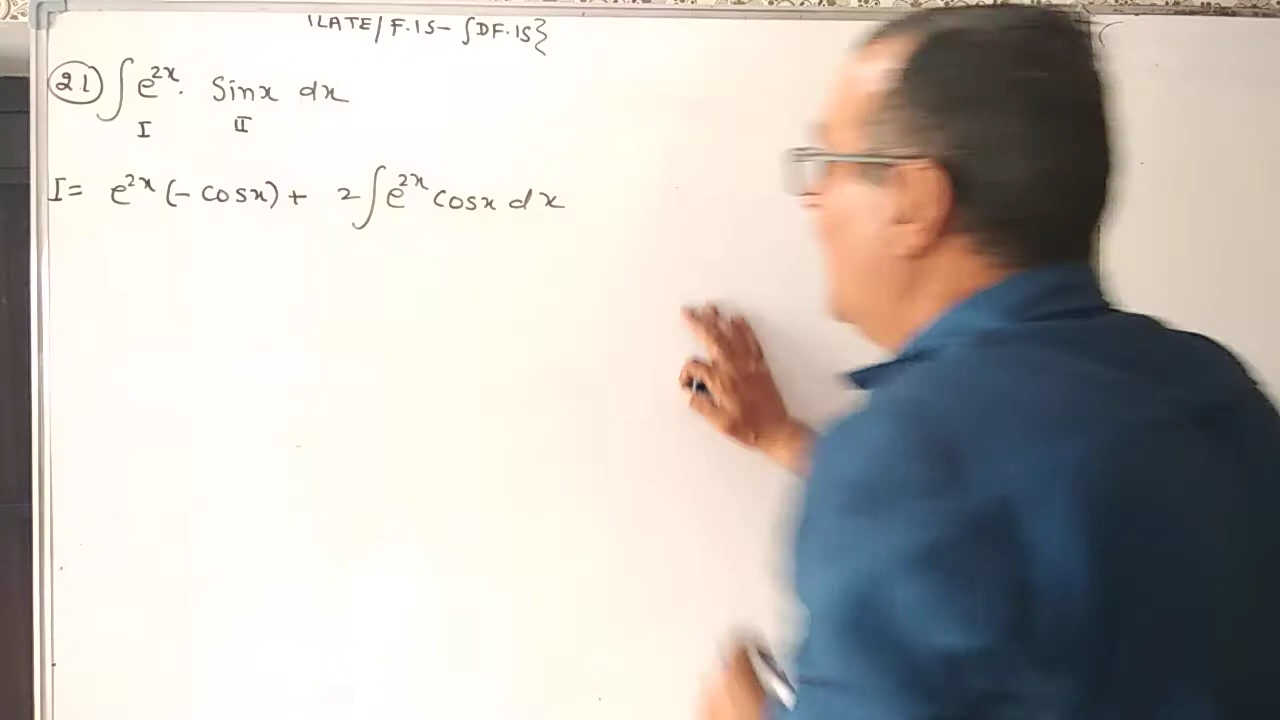 ILATE / F.IS - ∫DF.IS}
(21) ∫ e^{2x}. Sinx dx
I II
I = e^{2x} (- cosx) + 2 ∫ e^{2x} cosx dx